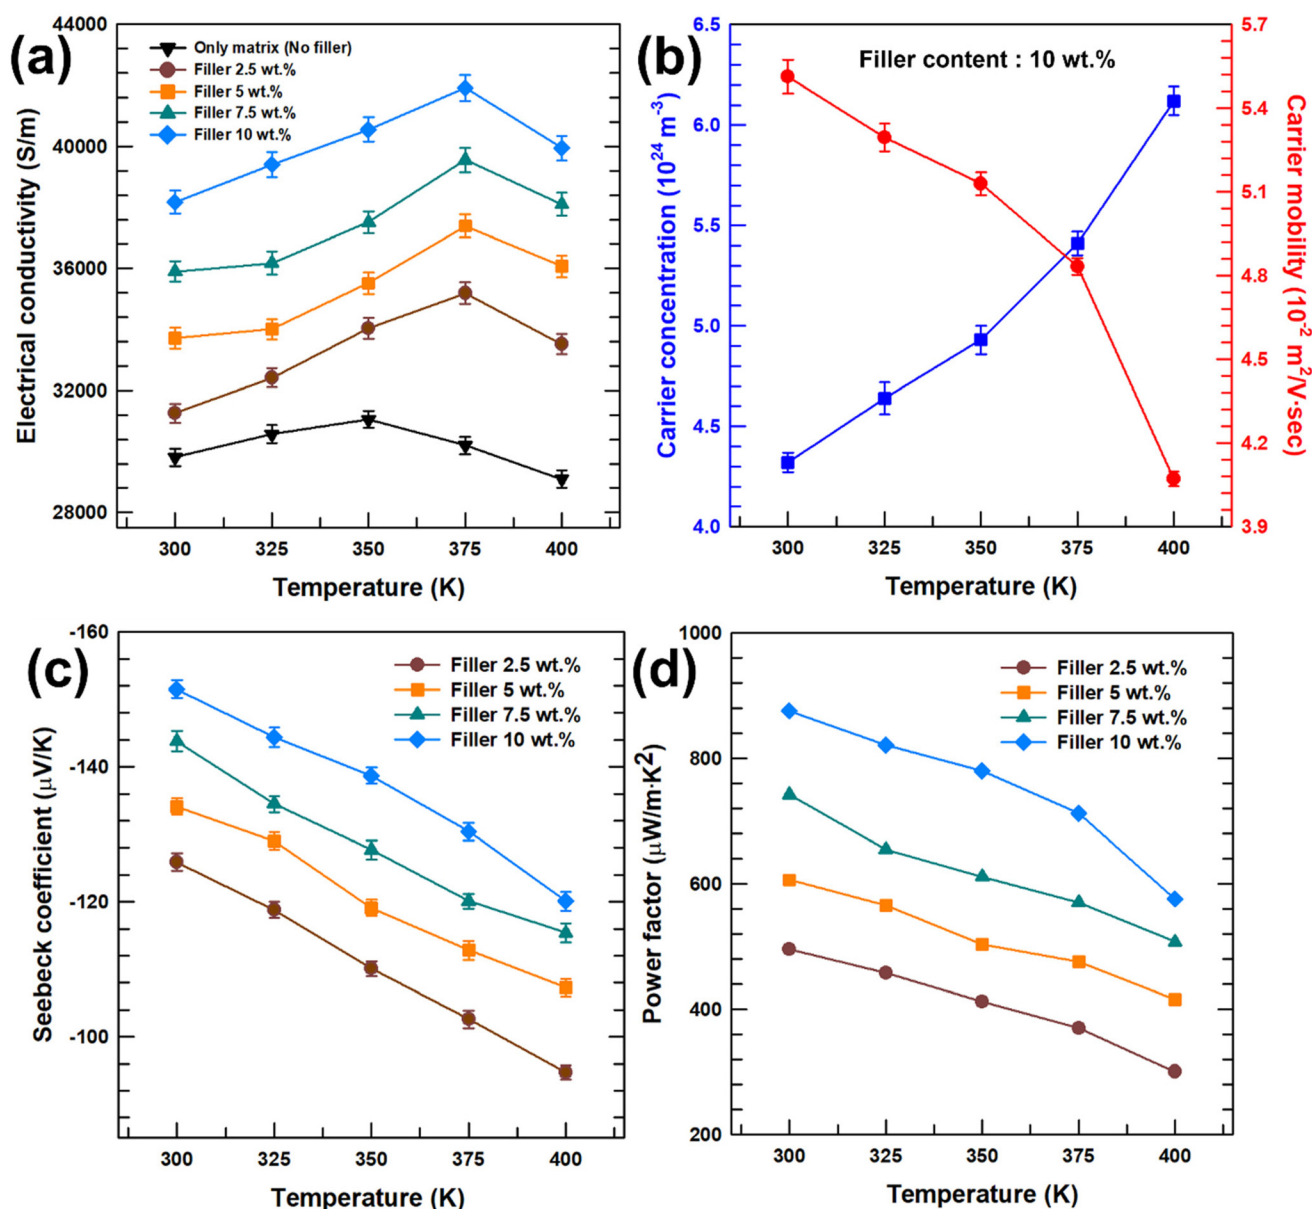 (a)
Electrical conductivity (S/m)
44000
40000
36000
32000
28000
Only matrix (No filler)
Filler 2.5 wt.%
Filler 5 wt.%
Filler 7.5 wt.%
Filler 10 wt.%
300 325 350 375 400
Temperature (K)
(b)
Carrier concentration (10²⁴ m⁻³)
6.5
6.0
5.5
5.0
4.5
4.0
Filler content : 10 wt.%
5.7
5.4
5.1
4.8
4.5
4.2
3.9
Carrier mobility (10⁻² m²/V·sec)
300 325 350 375 400
Temperature (K)
(c)
Seebeck coefficient (μV/K)
-160
-140
-120
-100
Filler 2.5 wt.%
Filler 5 wt.%
Filler 7.5 wt.%
Filler 10 wt.%
300 325 350 375 400
Temperature (K)
(d)
Power factor (μW/m·K²)
1000
800
600
400
200
Filler 2.5 wt.%
Filler 5 wt.%
Filler 7.5 wt.%
Filler 10 wt.%
300 325 350 375 400
Temperature (K)